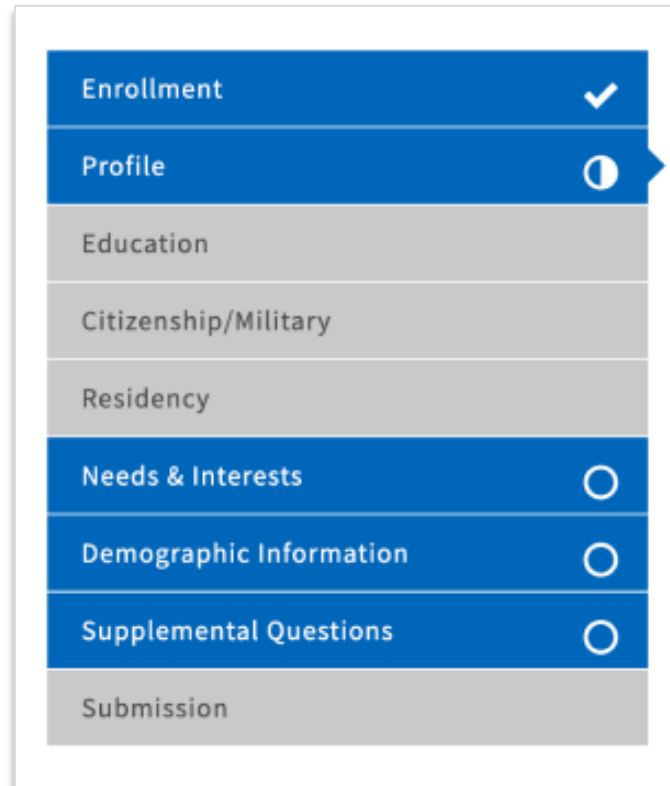 Enrollment
Profile
Education
Citizenship/Military
Residency
Needs & Interests
Demographic Information
Supplemental Questions
Submission